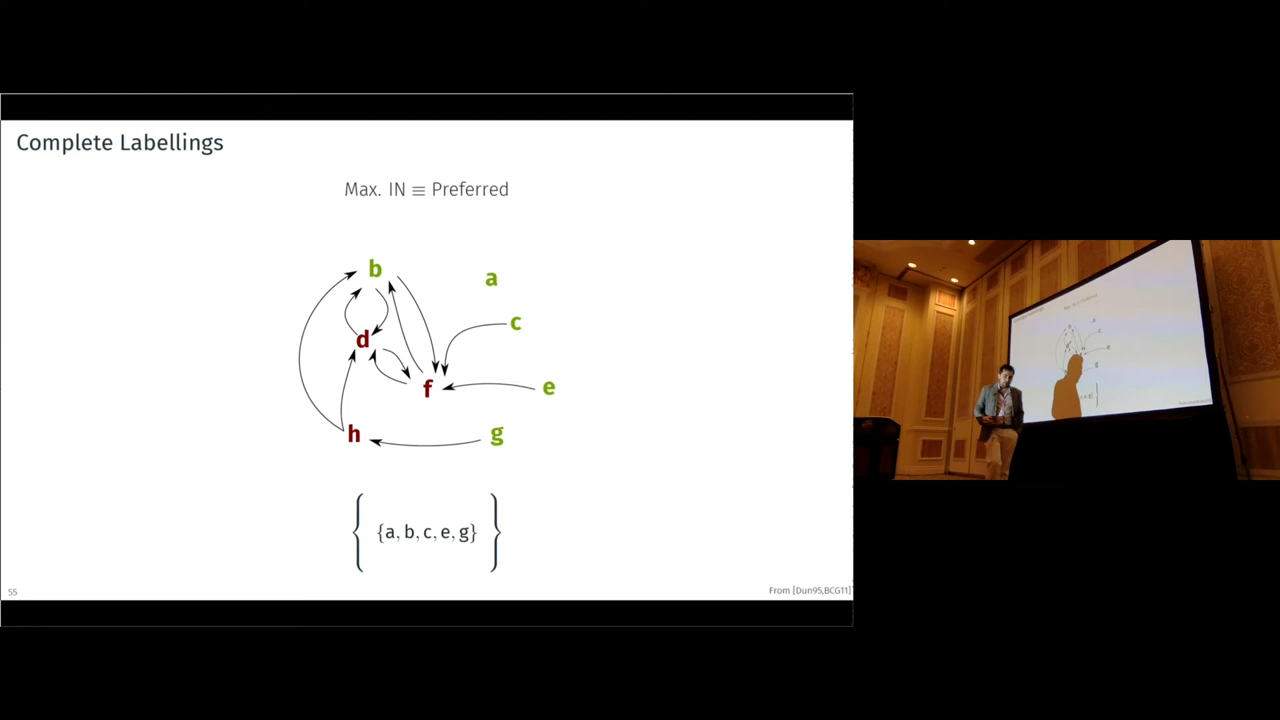 Complete Labellings
Max. IN ≡ Preferred
b
a
c
d
f
e
h
g
{ {a, b, c, e, g} }
55
From [Dun95,BCG11]